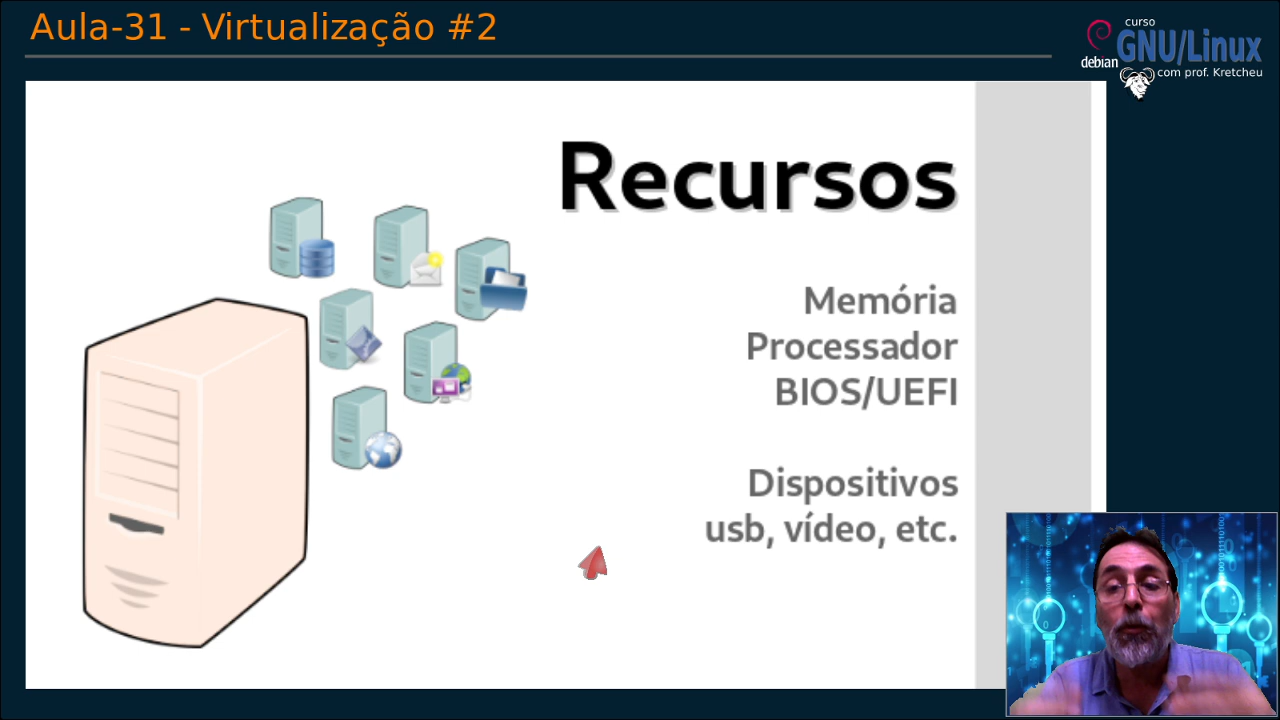 Aula-31 - Virtualização #2
curso
GNU/Linux
debian
com prof. Kretcheu
Recursos
Memória
Processador
BIOS/UEFI
Dispositivos
usb, vídeo, etc.